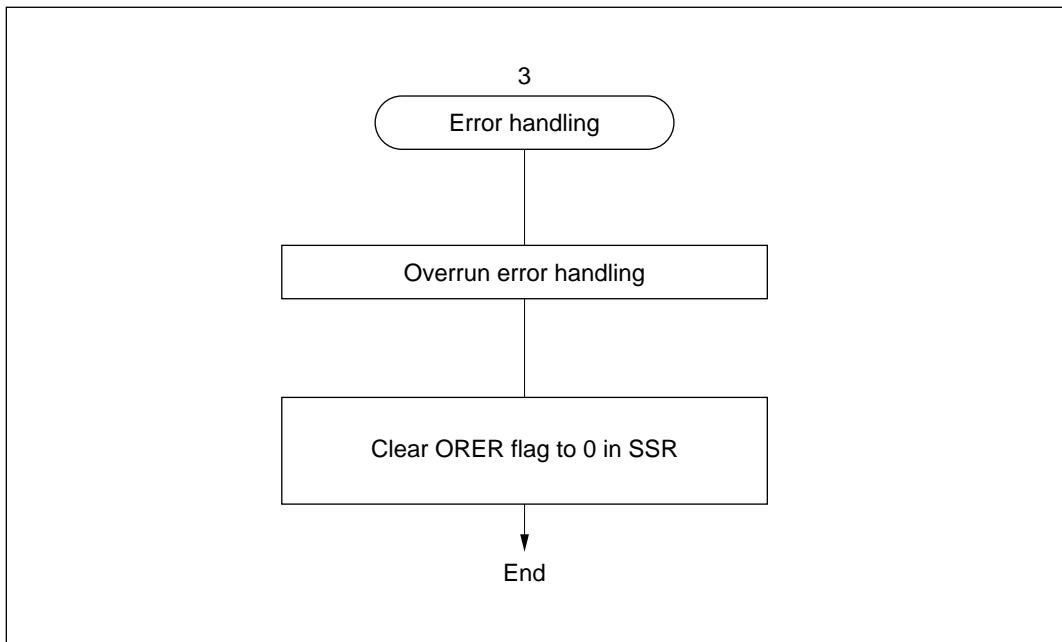 3
Error handling
Overrun error handling
Clear ORER flag to 0 in SSR
End